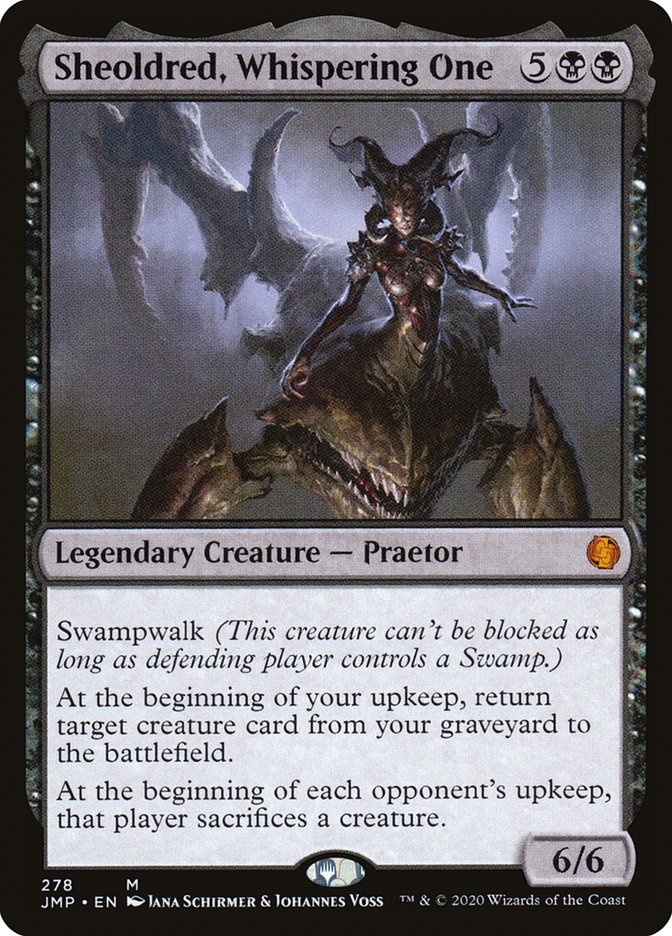 Sheoldred, Whispering One 5
Legendary Creature — Praetor
Swampwalk (This creature can't be blocked as
long as defending player controls a Swamp.)
At the beginning of your upkeep, return
target creature card from your graveyard to
the battlefield.
At the beginning of each opponent's upkeep,
that player sacrifices a creature.
6/6
278 M
JMP • EN Jana Schirmer & Johannes Voss ™ & © 2020 Wizards of the Coast